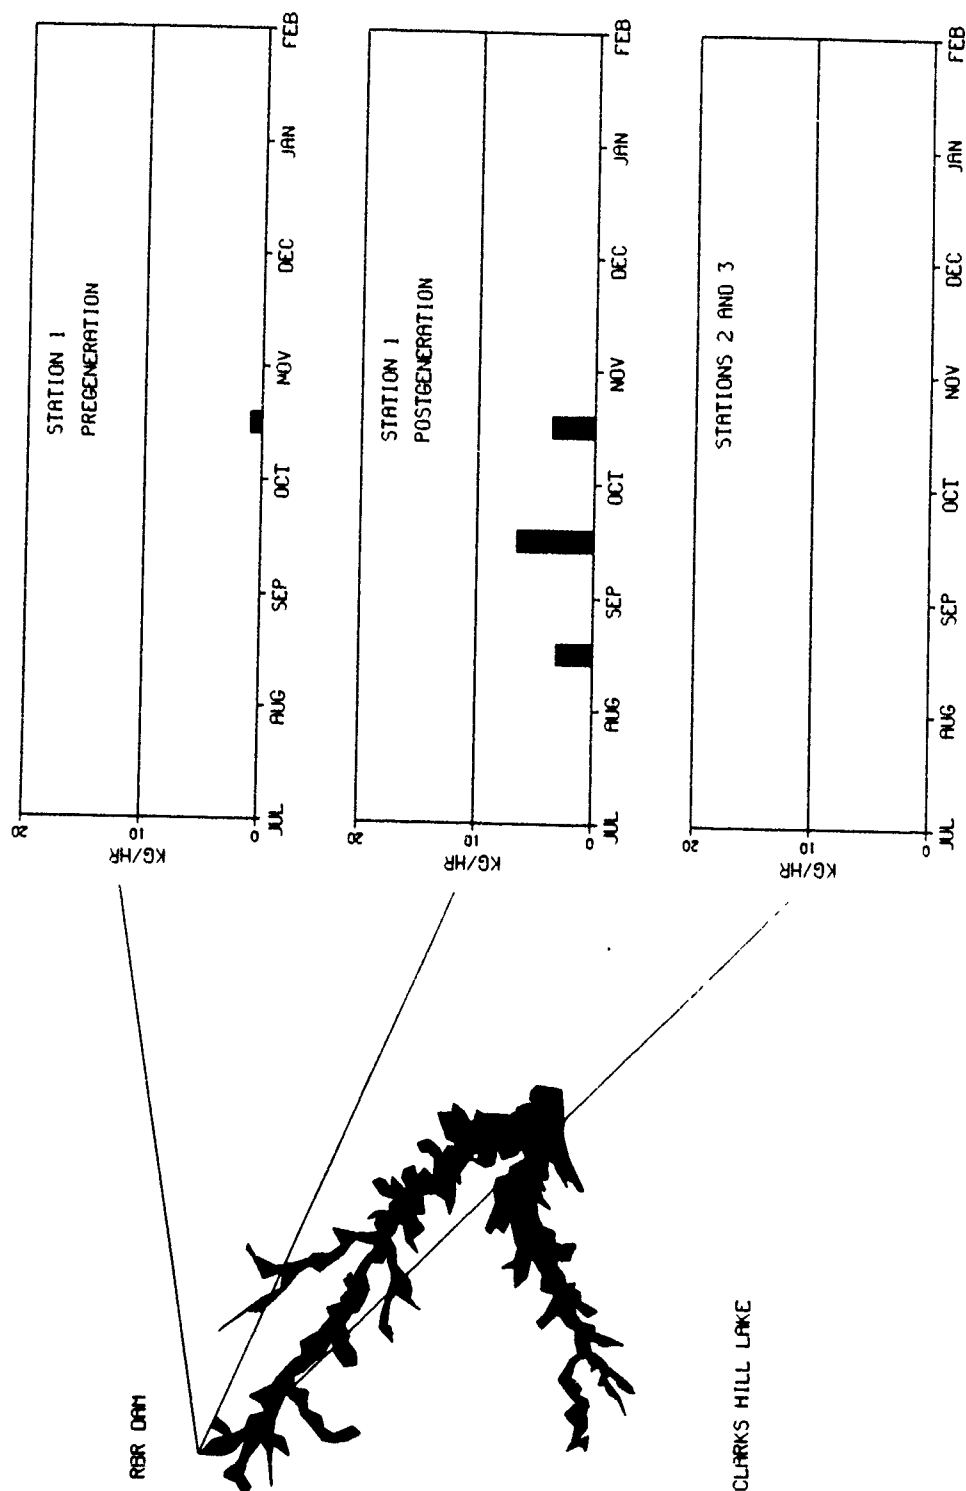 STATION 1
PREGENERATION
KG/HR
20
10
0
JUL AUG SEP OCT NOV DEC JAN FEB
STATION 1
POSTGENERATION
KG/HR
20
10
0
JUL AUG SEP OCT NOV DEC JAN FEB
STATIONS 2 AND 3
KG/HR
20
10
0
JUL AUG SEP OCT NOV DEC JAN FEB
RBR DAM
CLARKS HILL LAKE